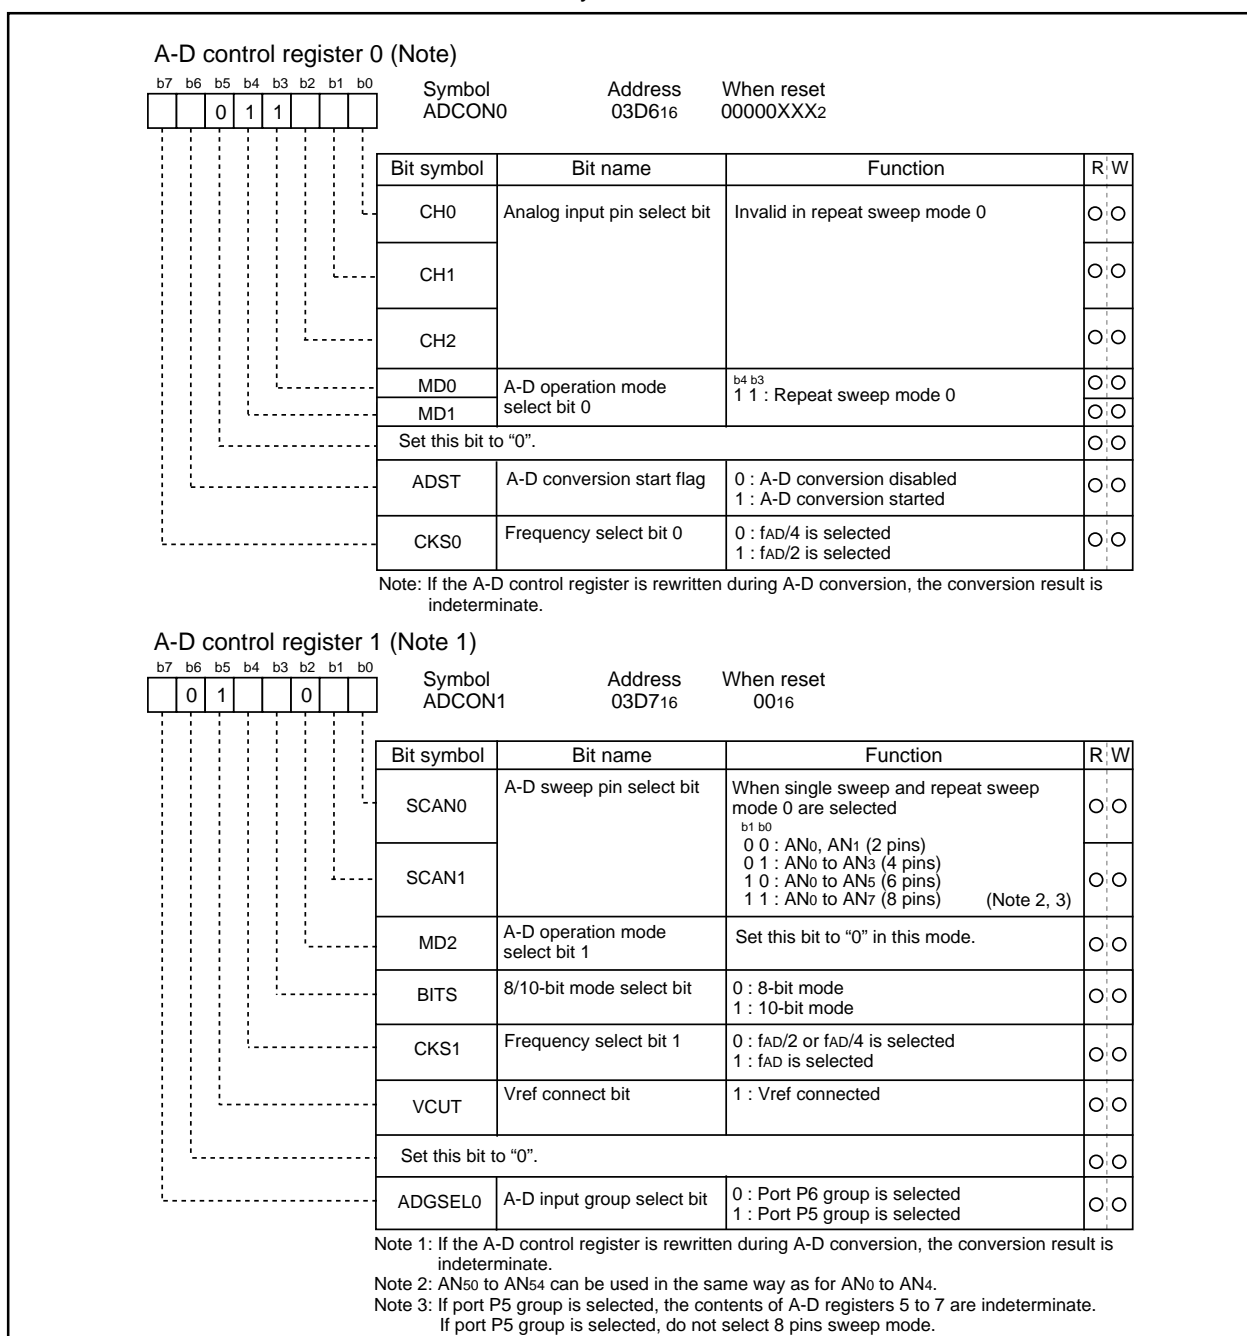 A-D control register 0 (Note)
b7 b6 b5 b4 b3 b2 b1 b0
0 1 1
Symbol Address When reset
ADCON0 03D616 00000XXX2
Bit symbol Bit name Function R W
CH0 Analog input pin select bit Invalid in repeat sweep mode 0
CH1
CH2
MD0 A-D operation mode select bit 0 b4 b3
MD1 1 1 : Repeat sweep mode 0
Set this bit to “0”.
ADST A-D conversion start flag 0 : A-D conversion disabled
1 : A-D conversion started
CKS0 Frequency select bit 0 0 : fAD/4 is selected
1 : fAD/2 is selected
Note: If the A-D control register is rewritten during A-D conversion, the conversion result is
indeterminate.
A-D control register 1 (Note 1)
b7 b6 b5 b4 b3 b2 b1 b0
0 1 0
Symbol Address When reset
ADCON1 03D716 0016
Bit symbol Bit name Function R W
SCAN0 A-D sweep pin select bit When single sweep and repeat sweep
mode 0 are selected
b1 b0
0 0 : AN0, AN1 (2 pins)
0 1 : AN0 to AN3 (4 pins)
SCAN1 1 0 : AN0 to AN5 (6 pins)
1 1 : AN0 to AN7 (8 pins) (Note 2, 3)
MD2 A-D operation mode select bit 1 Set this bit to “0” in this mode.
BITS 8/10-bit mode select bit 0 : 8-bit mode
1 : 10-bit mode
CKS1 Frequency select bit 1 0 : fAD/2 or fAD/4 is selected
1 : fAD is selected
VCUT Vref connect bit 1 : Vref connected
Set this bit to “0”.
ADGSEL0 A-D input group select bit 0 : Port P6 group is selected
1 : Port P5 group is selected
Note 1: If the A-D control register is rewritten during A-D conversion, the conversion result is
indeterminate.
Note 2: AN50 to AN54 can be used in the same way as for AN0 to AN4.
Note 3: If port P5 group is selected, the contents of A-D registers 5 to 7 are indeterminate.
If port P5 group is selected, do not select 8 pins sweep mode.